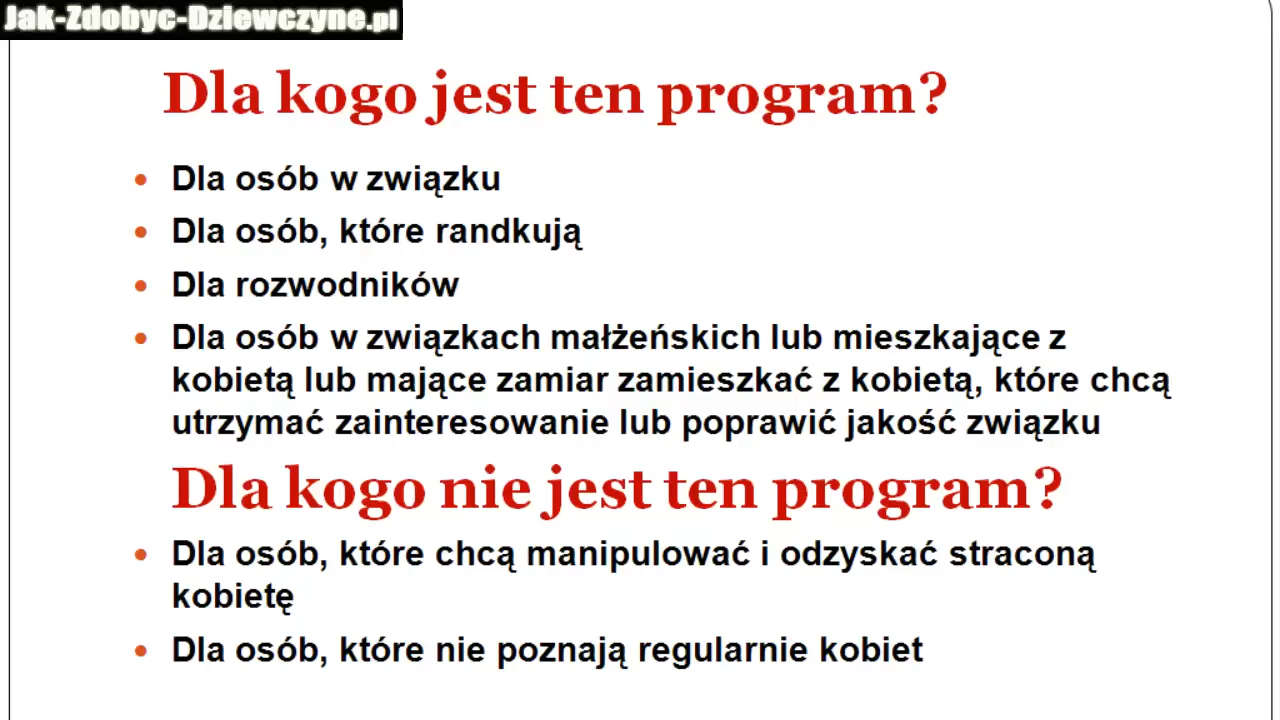 Jak-Zdobyc-Dziewczyne.pl
Dla kogo jest ten program?
Dla osób w związku
Dla osób, które randkują
Dla rozwodników
Dla osób w związkach małżeńskich lub mieszkające z
kobietą lub mające zamiar zamieszkać z kobietą, które chcą
utrzymać zainteresowanie lub poprawić jakość związku
Dla kogo nie jest ten program?
Dla osób, które chcą manipulować i odzyskać straconą
kobietę
Dla osób, które nie poznają regularnie kobiet